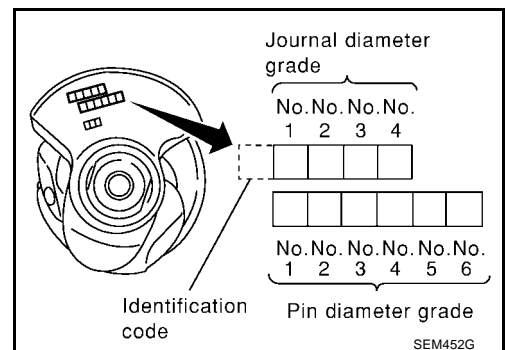 Journal diameter
grade
No. No. No. No.
1 2 3 4
No. No. No. No. No. No.
1 2 3 4 5 6
Identification
code
Pin diameter grade
SEM452G